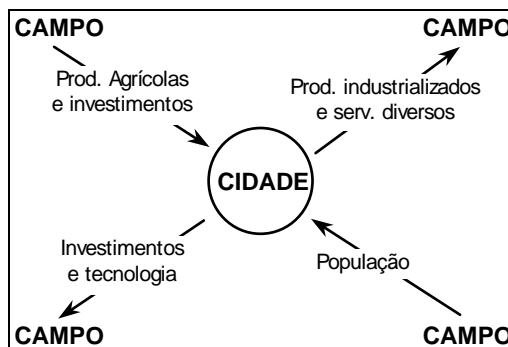 CAMPO
CAMPO
Prod. Agrícolas
e investimentos
Prod. industrializados
e serv. diversos
CIDADE
Investimentos
e tecnologia
População
CAMPO
CAMPO